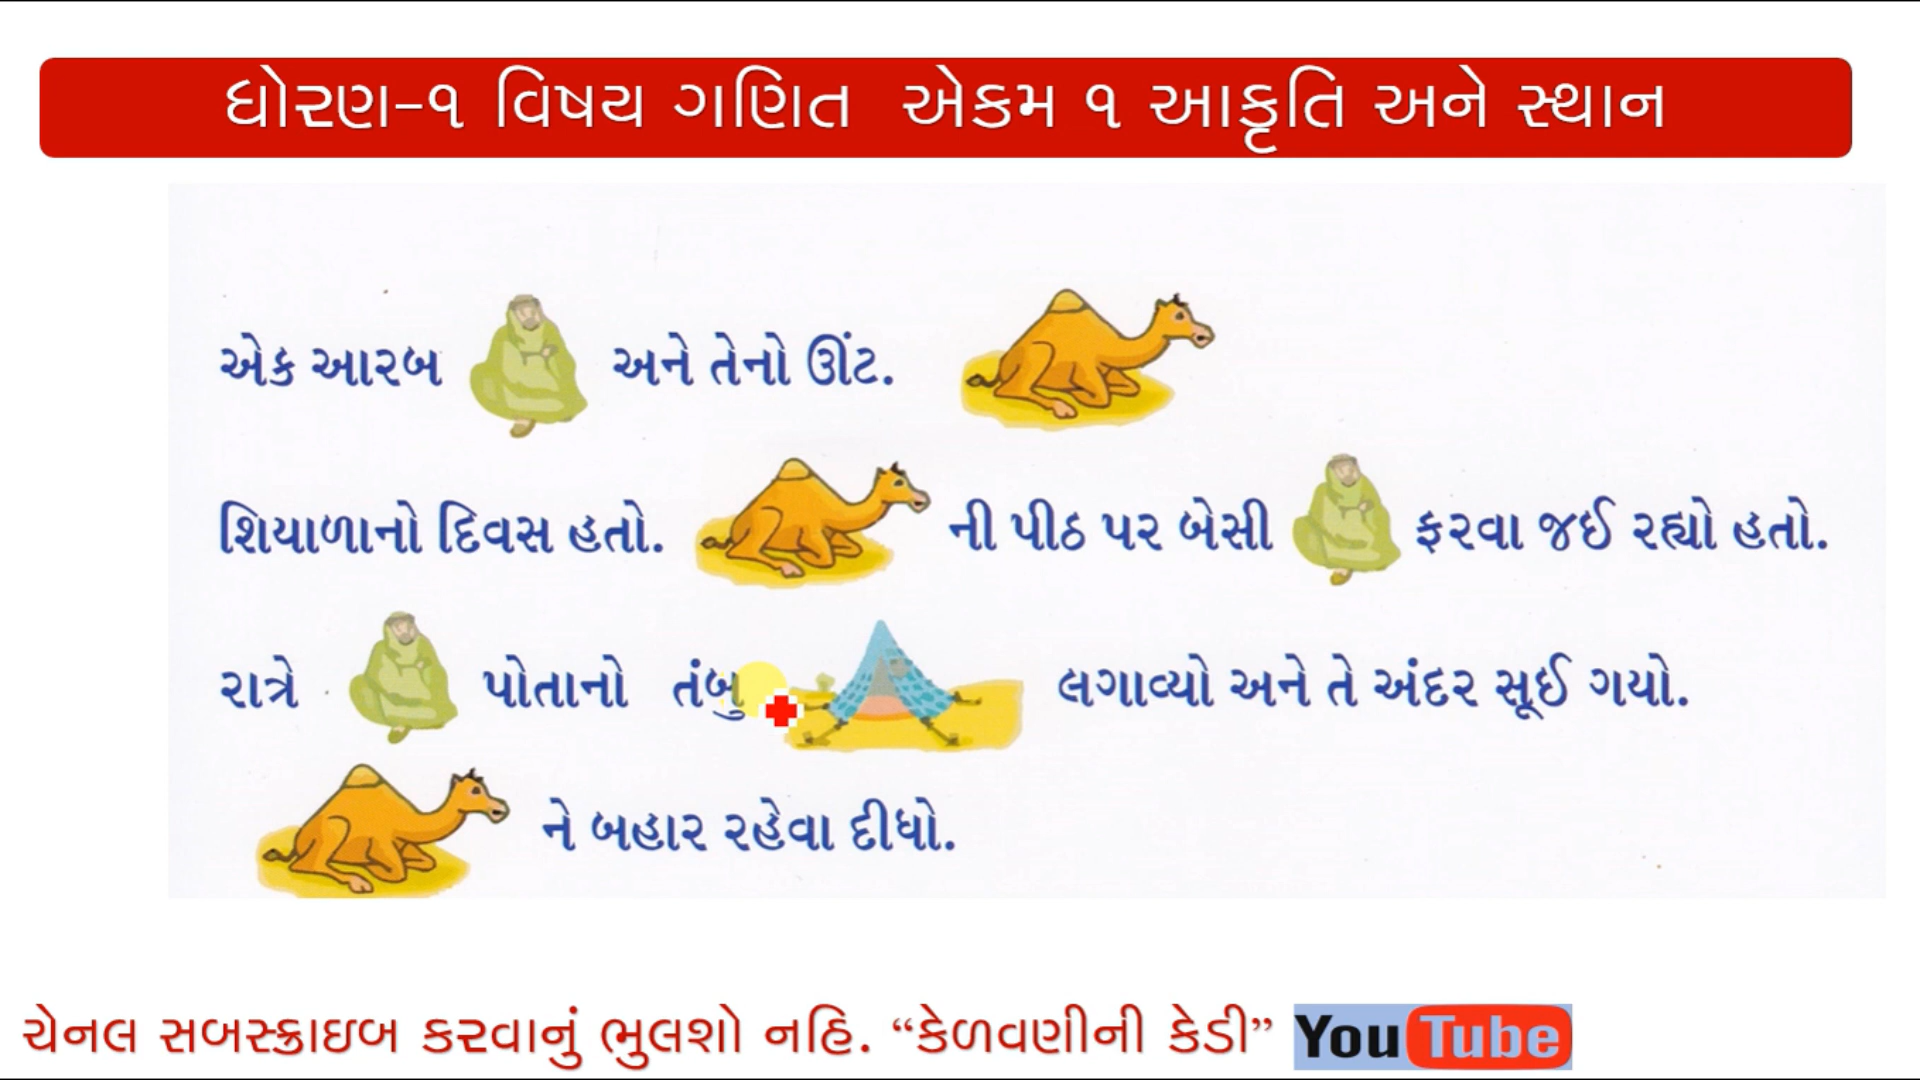 ધોરણ-૧ વિષય ગણિત એકમ ૧ આકૃતિ અને સ્થાન
એક આરબ અને તેનો ઊંટ.
શિયાળાનો દિવસ હતો. ની પીઠ પર બેસી ફરવા જઈ રહ્યો હતો.
રાત્રે પોતાનો તંબુ લગાવ્યો અને તે અંદર સૂઈ ગયો.
ને બહાર રહેવા દીધો.
ચેનલ સબસ્ક્રાઇબ કરવાનું ભુલશો નહિ. “કેળવણીની કેડી” YouTube